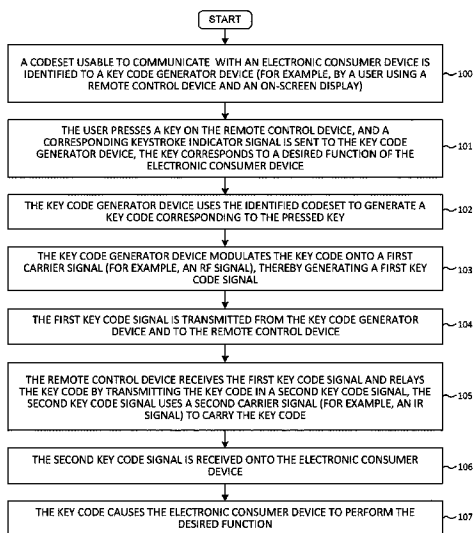 START
A CODESET USABLE TO COMMUNICATE WITH AN ELECTRONIC CONSUMER DEVICE IS
IDENTIFIED TO A KEY CODE GENERATOR DEVICE (FOR EXAMPLE, BY A USER USING A
REMOTE CONTROL DEVICE AND AN ON-SCREEN DISPLAY)
100
THE USER PRESSES A KEY ON THE REMOTE CONTROL DEVICE, AND A
CORRESPONDING KEYSTROKE INDICATOR SIGNAL IS SENT TO THE KEY CODE
GENERATOR DEVICE, THE KEY CORRESPONDS TO A DESIRED FUNCTION OF THE
ELECTRONIC CONSUMER DEVICE
101
THE KEY CODE GENERATOR DEVICE USES THE IDENTIFIED CODESET TO GENERATE A
KEY CODE CORRESPONDING TO THE PRESSED KEY
102
THE KEY CODE GENERATOR DEVICE MODULATES THE KEY CODE ONTO A FIRST
CARRIER SIGNAL (FOR EXAMPLE, AN RF SIGNAL), THEREBY GENERATING A FIRST KEY
CODE SIGNAL
103
THE FIRST KEY CODE SIGNAL IS TRANSMITTED FROM THE KEY CODE GENERATOR
DEVICE AND TO THE REMOTE CONTROL DEVICE
104
THE REMOTE CONTROL DEVICE RECEIVES THE FIRST KEY CODE SIGNAL AND RELAYS
THE KEY CODE BY TRANSMITTING THE KEY CODE IN A SECOND KEY CODE SIGNAL, THE
SECOND KEY CODE SIGNAL USES A SECOND CARRIER SIGNAL (FOR EXAMPLE, AN IR
SIGNAL) TO CARRY THE KEY CODE
105
THE SECOND KEY CODE SIGNAL IS RECEIVED ONTO THE ELECTRONIC CONSUMER
DEVICE
106
THE KEY CODE CAUSES THE ELECTRONIC CONSUMER DEVICE TO PERFORM THE
DESIRED FUNCTION
107